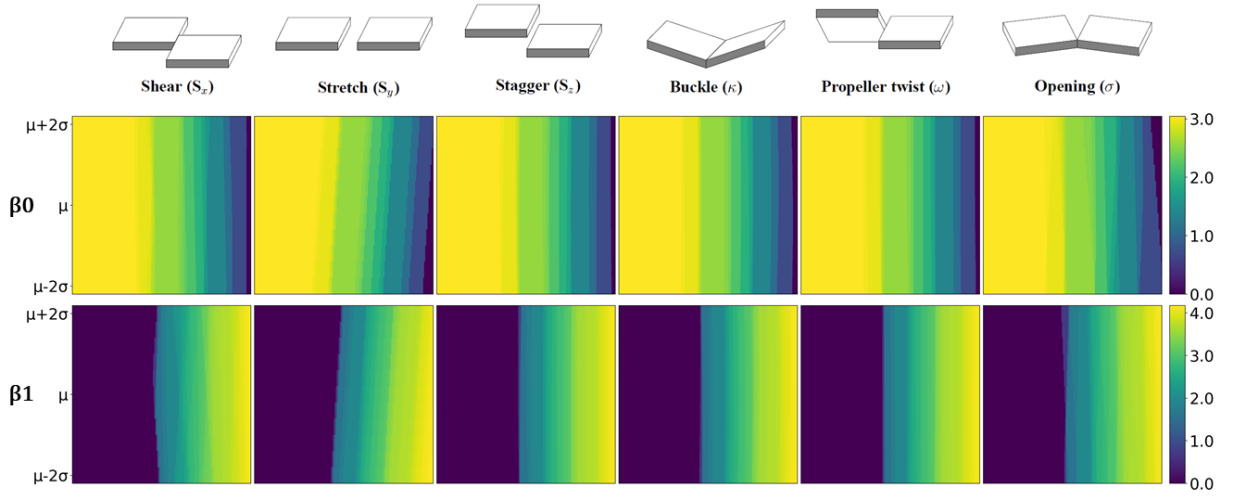 Shear (Sx) Stretch (Sy) Stagger (Sz) Buckle (κ) Propeller twist (ω) Opening (σ)
μ+2σ
β0 μ
μ-2σ
3.0
2.0
1.0
0.0
μ+2σ
β1 μ
μ-2σ
4.0
3.0
2.0
1.0
0.0